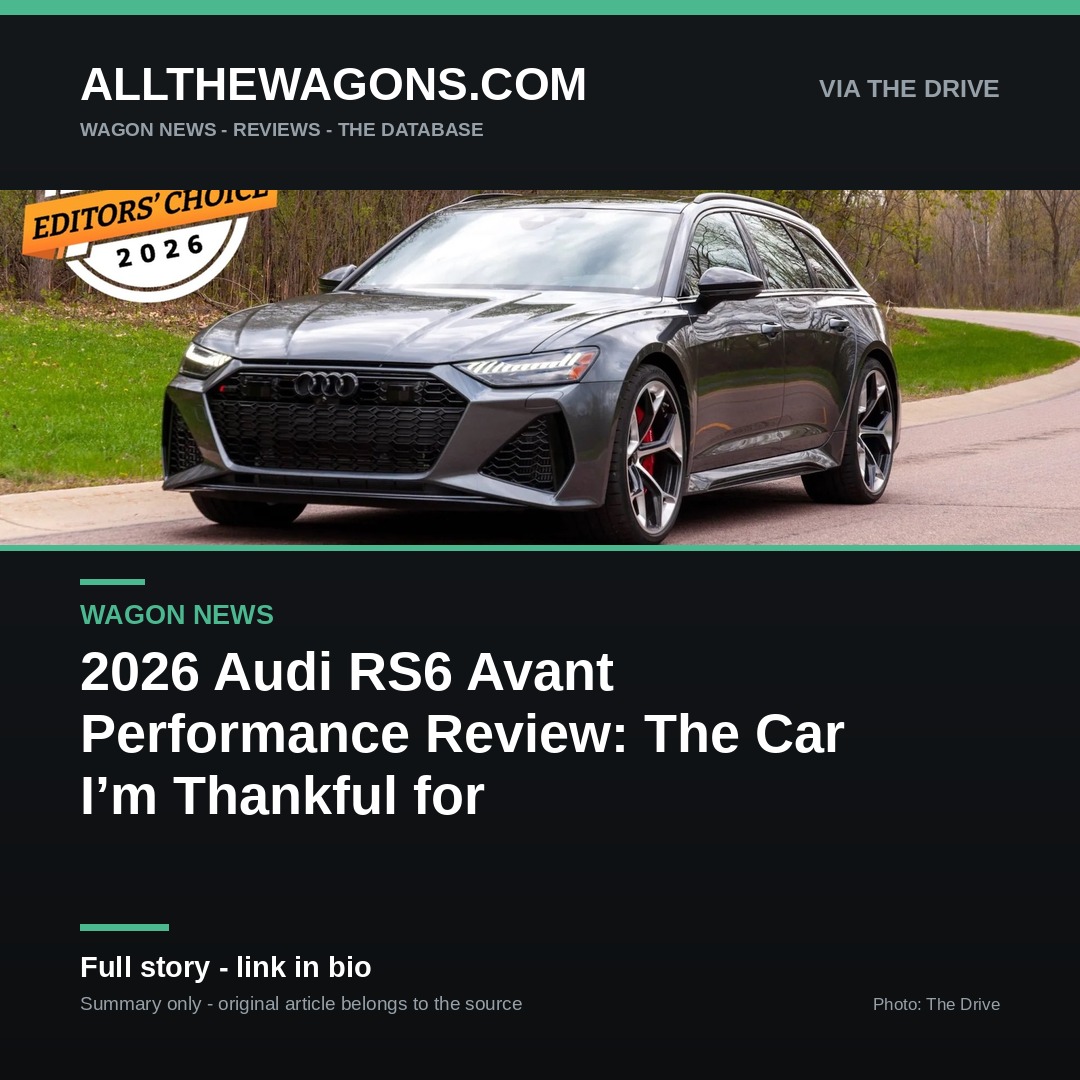 ALLTHEWAGONS.COM
VIA THE DRIVE
WAGON NEWS - REVIEWS - THE DATABASE
EDITORS’ CHOICE
2026
WAGON NEWS
2026 Audi RS6 Avant
Performance Review: The Car
I’m Thankful for
Full story - link in bio
Summary only - original article belongs to the source
Photo: The Drive